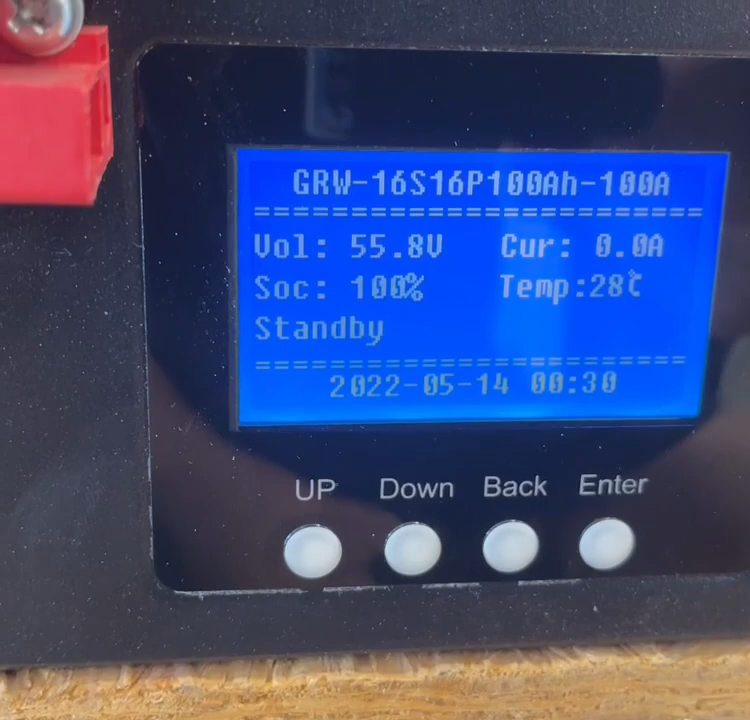 GRW-16S16P100Ah-100A
============================
Vol: 55.8V Cur: 0.0A
Soc: 100% Temp:28℃
Standby
============================
2022-05-14 00:30
UP Down Back Enter